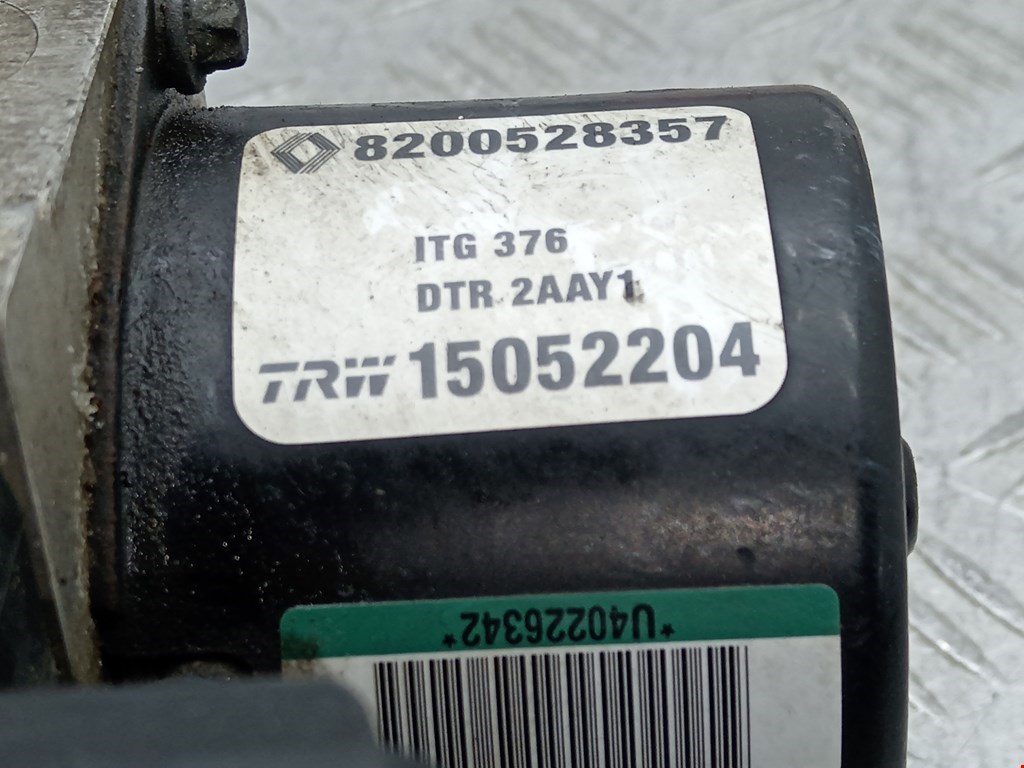 8200528357
ITG 376
DTR 2AAY1
TRW 15052204
*U40226342*